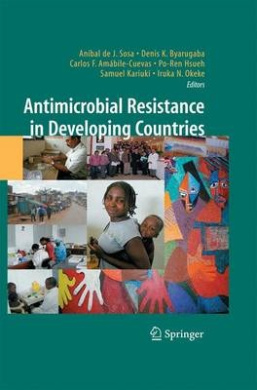 Aníbal de J. Sosa · Denis K. Byarugaba
Carlos F. Amábile-Cuevas · Po-Ren Hsueh
Samuel Kariuki · Iruka N. Okeke
Editors
Antimicrobial Resistance
in Developing Countries
Springer